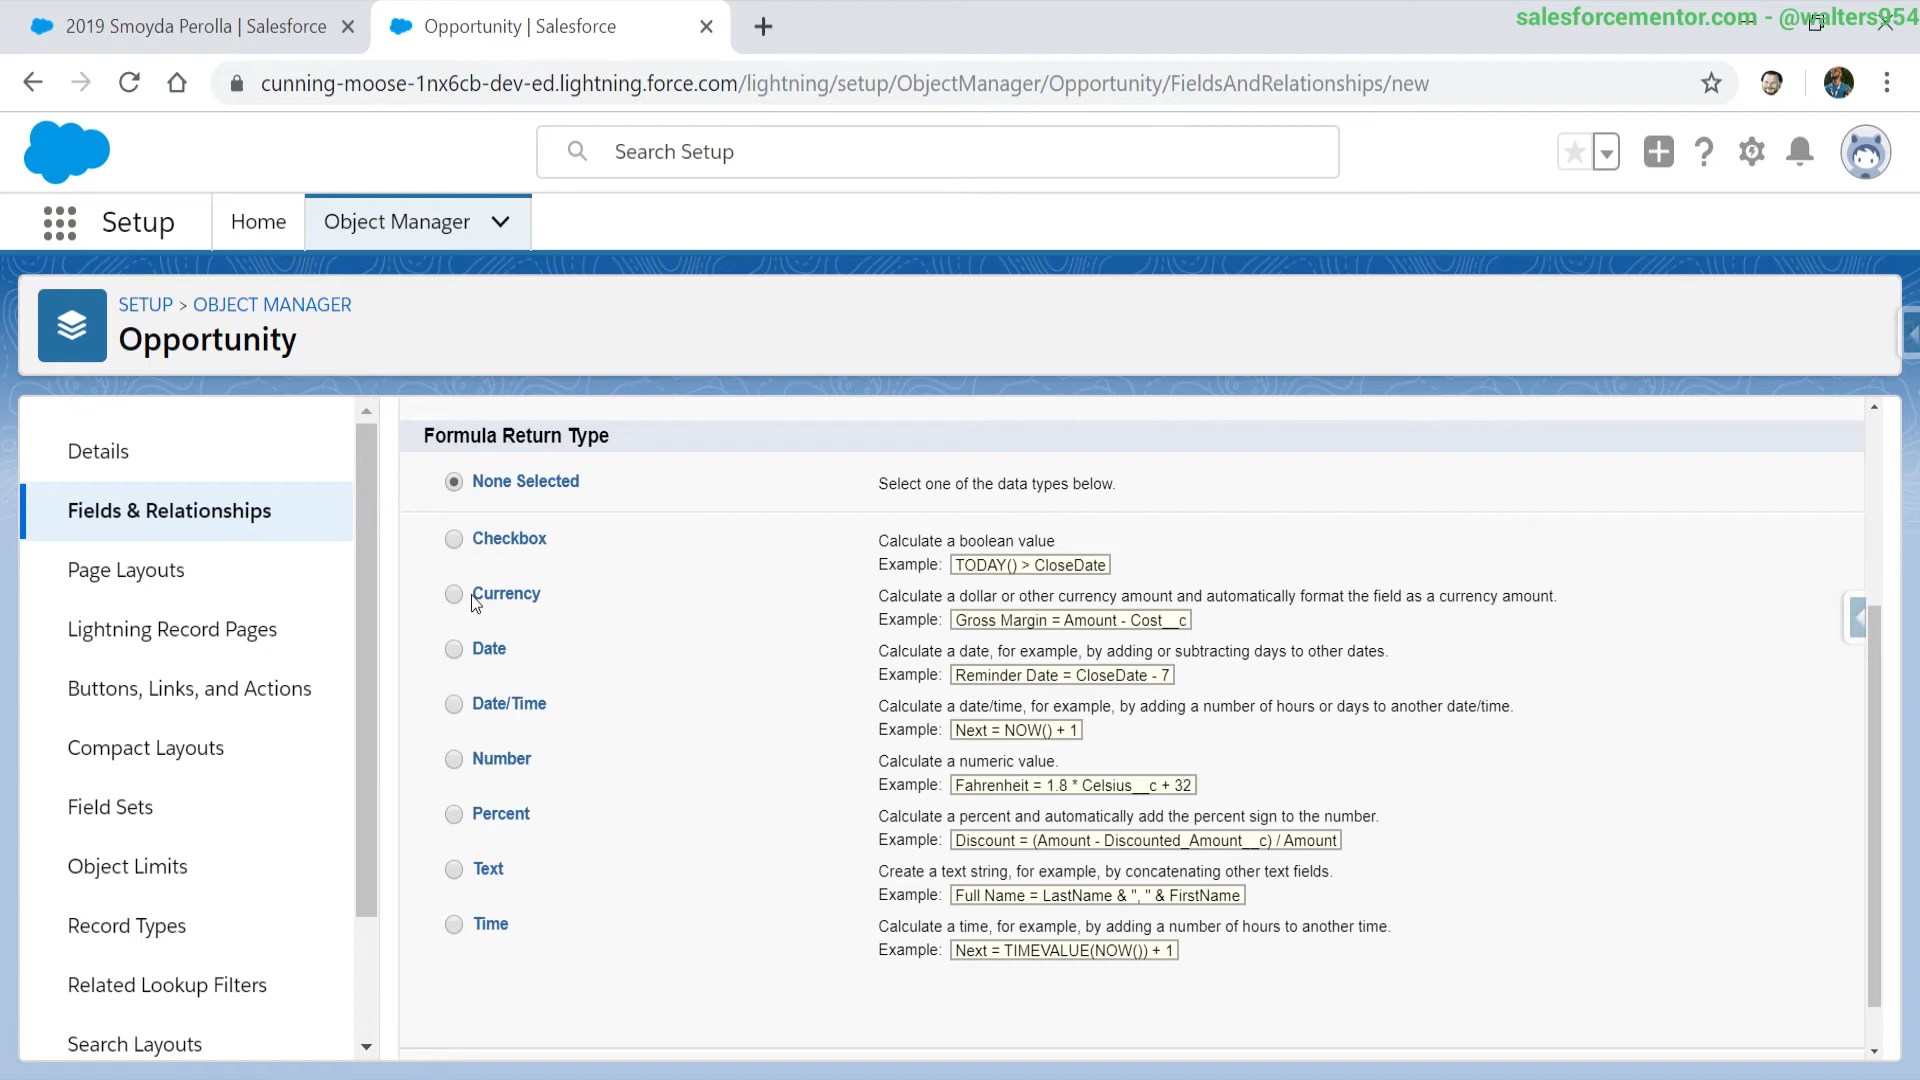 2019 Smoyda Perolla | Salesforce
Opportunity | Salesforce
salesforcementor.com - @walters954
cunning-moose-1nx6cb-dev-ed.lightning.force.com/lightning/setup/ObjectManager/Opportunity/FieldsAndRelationships/new
Search Setup
Setup
Home
Object Manager
SETUP > OBJECT MANAGER
Opportunity
Details
Fields & Relationships
Page Layouts
Lightning Record Pages
Buttons, Links, and Actions
Compact Layouts
Field Sets
Object Limits
Record Types
Related Lookup Filters
Search Layouts
Formula Return Type
None Selected
Select one of the data types below.
Checkbox
Calculate a boolean value
Example: TODAY() > CloseDate
Currency
Calculate a dollar or other currency amount and automatically format the field as a currency amount.
Example: Gross Margin = Amount - Cost__c
Date
Calculate a date, for example, by adding or subtracting days to other dates.
Example: Reminder Date = CloseDate - 7
Date/Time
Calculate a date/time, for example, by adding a number of hours or days to another date/time.
Example: Next = NOW() + 1
Number
Calculate a numeric value.
Example: Fahrenheit = 1.8 * Celsius__c + 32
Percent
Calculate a percent and automatically add the percent sign to the number.
Example: Discount = (Amount - Discounted_Amount__c) / Amount
Text
Create a text string, for example, by concatenating other text fields.
Example: Full Name = LastName & ", " & FirstName
Time
Calculate a time, for example, by adding a number of hours to another time.
Example: Next = TIMEVALUE(NOW()) + 1